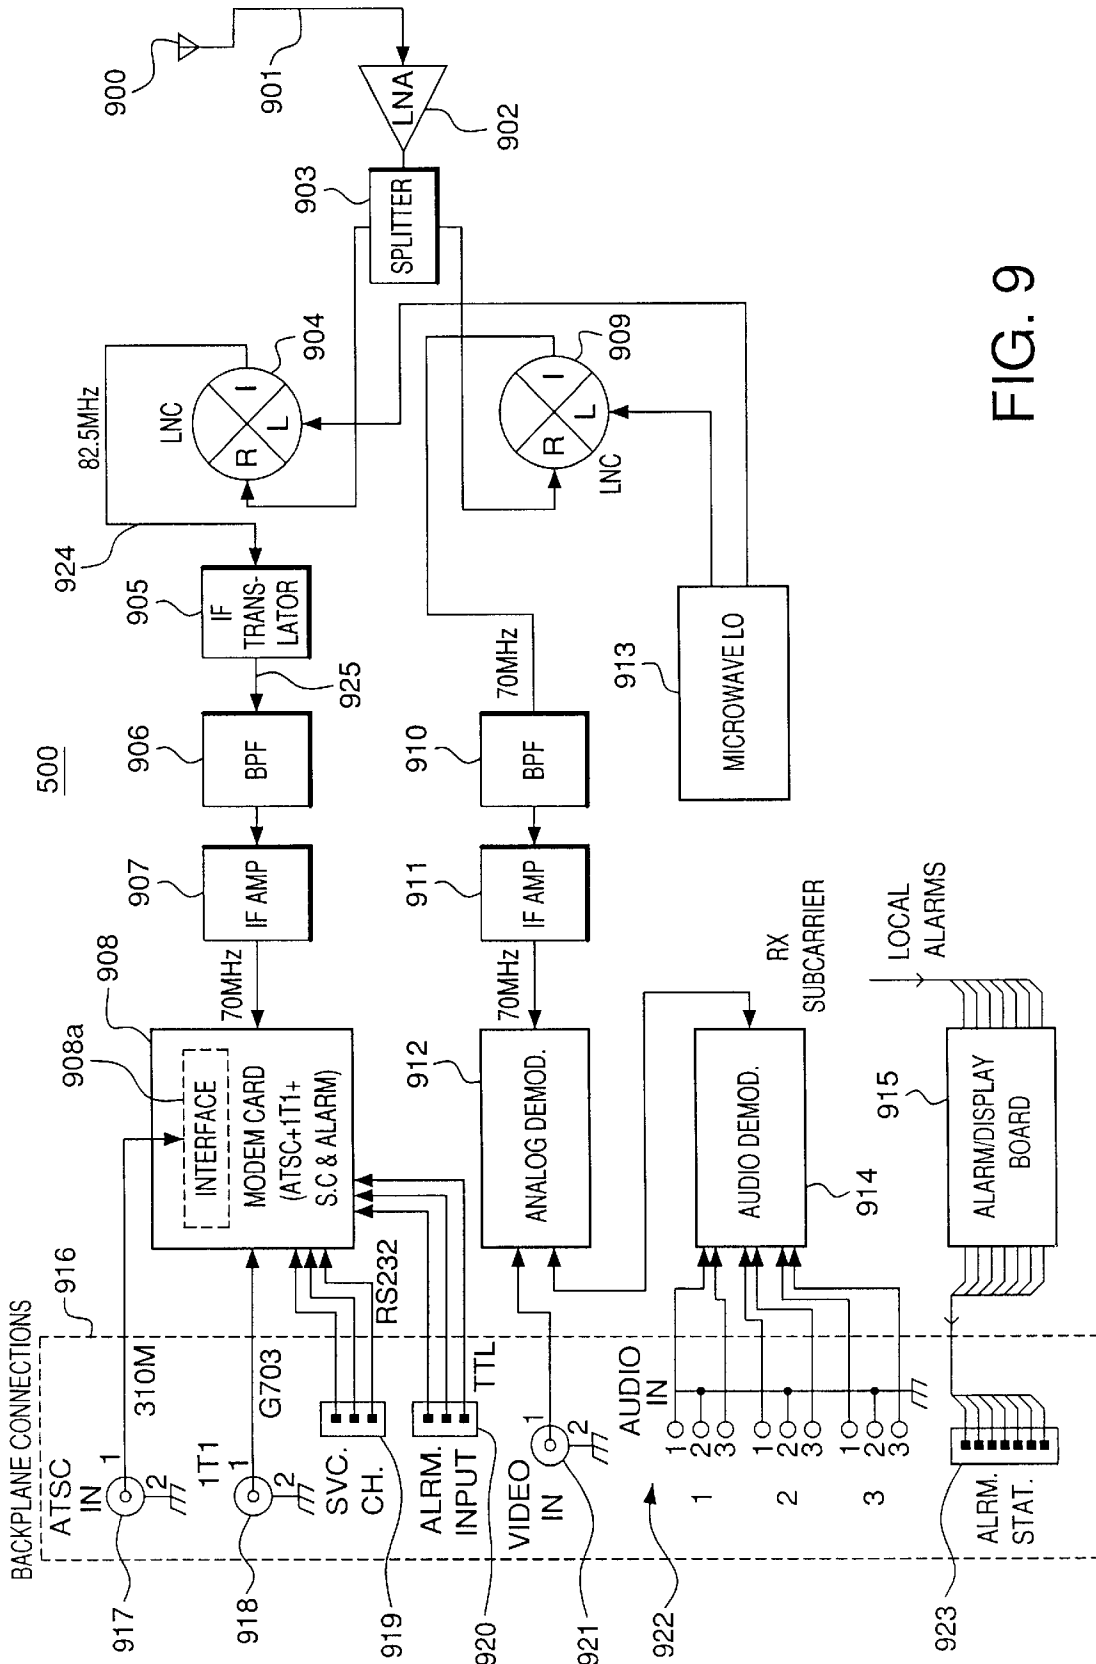 BACKPLANE CONNECTIONS
916
500
ATSC
IN
1
2
310M
917
1T1
1
2
G703
918
SVC.
CH.
RS232
919
ALRM.
INPUT
TTL
920
VIDEO
IN
1
2
921
AUDIO
IN
922
1
2
3
1
1
2
3
2
1
2
3
3
ALRM.
STAT.
923
908
908a
INTERFACE
MODEM CARD
(ATSC+1T1+
S.C & ALARM)
70MHz
907
IF AMP
906
BPF
925
905
IF
TRANS-
LATOR
924
82.5MHz
LNC
904
R
L
I
903
SPLITTER
LNA
902
901
900
912
ANALOG DEMOD.
70MHz
911
IF AMP
910
BPF
70MHz
LNC
909
R
L
I
913
MICROWAVE LO
AUDIO DEMOD.
914
RX
SUBCARRIER
915
ALARM/DISPLAY
BOARD
LOCAL
ALARMS
FIG. 9